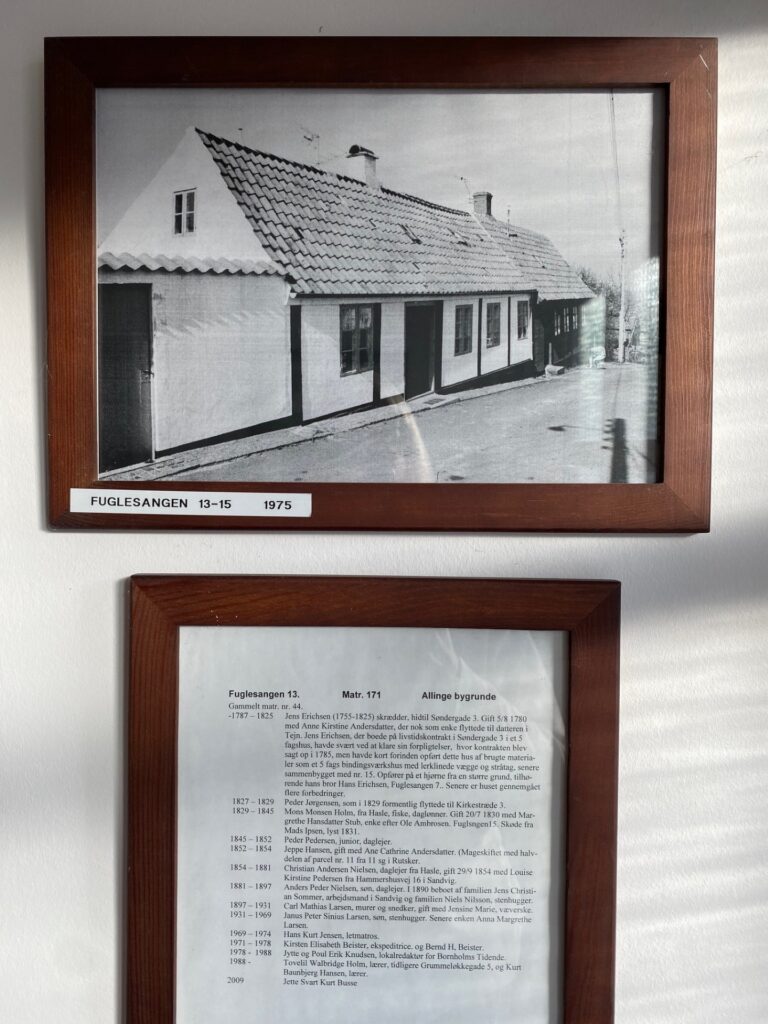 FUGLESANGEN 13-15 1975
Fuglesangen 13. Matr. 171 Allinge bygrunde
Gammelt matr. nr. 44.
-1787 – 1825 Jens Erichsen (1755-1825) skrædder, hidtil Søndergade 3. Gift 5/8 1780
med Anne Kirstine Andersdatter, der nok som enke flyttede til datteren i
Tejn. Jens Erichsen, der boede på livstidskontrakt i Søndergade 3 i et 5
fagshus, havde svært ved at klare sin forpligtelser, hvor kontrakten blev
sagt op i 1785, men havde kort forinden opført dette hus af brugte materia-
ler som et 5 fags bindingsværkshus med lerklinede vægge og stråtag, senere
sammenbygget med nr. 15. Opfører på et hjørne fra en større grund, tilhø-
rende hans bror Hans Erichsen, Fuglesangen 7.. Senere er huset gennemgået
flere forbedringer.
1827 – 1829 Peder Jørgensen, som i 1829 formentlig flyttede til Kirkestræde 3.
1829 – 1845 Mons Monsen Holm, fra Hasle, fiske, daglønner. Gift 20/7 1830 med Mar-
grethe Hansdatter Stub, enke efter Ole Ambrosen. Fuglsngen15. Skøde fra
Mads Ipsen, lyst 1831.
1845 – 1852 Peder Pedersen, junior, daglejer.
1852 – 1854 Jeppe Hansen, gift med Ane Cathrine Andersdatter. (Mageskiftet med halv-
delen af parcel nr. 11 fra 11 sg i Rutsker.
1854 – 1881 Christian Andersen Nielsen, daglejer fra Hasle, gift 29/9 1854 med Louise
Kirstine Pedersen fra Hammershusvej 16 i Sandvig.
1881 – 1897 Anders Peder Nielsen, søn, daglejer. I 1890 beboet af familien Jens Christi-
an Sommer, arbejdsmand i Sandvig og familien Niels Nilsson, stenhugger.
1897 – 1931 Carl Mathias Larsen, murer og snedker, gift med Jensine Marie, væverske.
1931 – 1969 Janus Peter Sinius Larsen, søn, stenhugger. Senere enken Anna Margrethe
Larsen.
1969 – 1974 Hans Kurt Jensen, letmatros.
1971 – 1978 Kirsten Elisabeth Beister, ekspeditrice, og Bernd H, Beister.
1978 - 1988 Jytte og Poul Erik Knudsen, lokalredaktør for Bornholms Tidende.
1988 - Tovelil Walbridge Holm, lærer, tidligere Grummeløkkegade 5, og Kurt
Baunbjerg Hansen, lærer.
2009 Jette Svart Kurt Busse